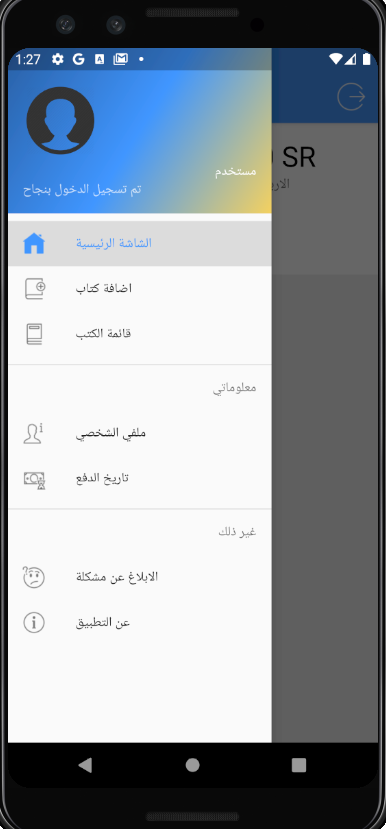 1:27
SR
مستخدم
تم تسجيل الدخول بنجاح
الشاشة الرئيسية
اضافة كتاب
قائمة الكتب
معلوماتي
ملفي الشخصي
تاريخ الدفع
غير ذلك
الابلاغ عن مشكلة
عن التطبيق